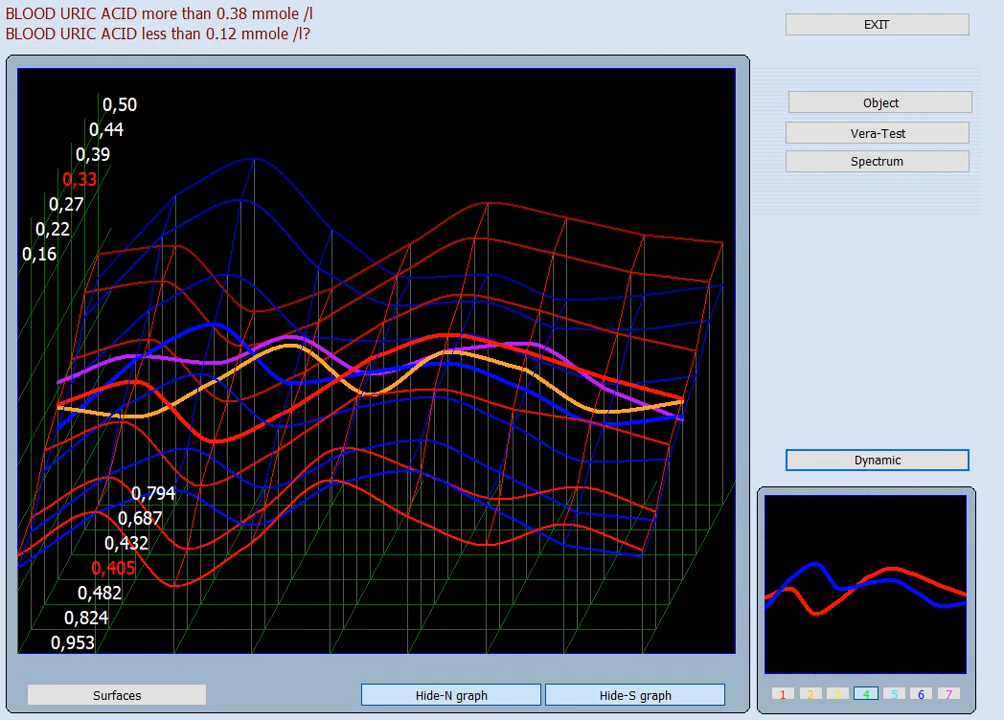 BLOOD URIC ACID more than 0.38 mmole /l
BLOOD URIC ACID less than 0.12 mmole /l?
EXIT
Object
Vera-Test
Spectrum
0,50
0,44
0,39
0,33
0,27
0,22
0,16
Dynamic
0,794
0,687
0,432
0,405
0,482
0,824
0,953
Surfaces
Hide-N graph
Hide-S graph
1 2 3 4 5 6 7